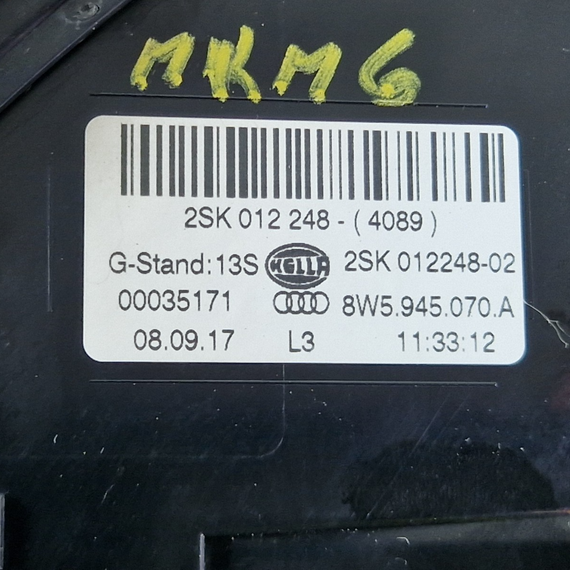 MKMG
2SK 012 248 - ( 4089 )
G-Stand: 13S HELLA 2SK 012248-02
00035171 8W5.945.070.A
08.09.17 L3 11:33:12